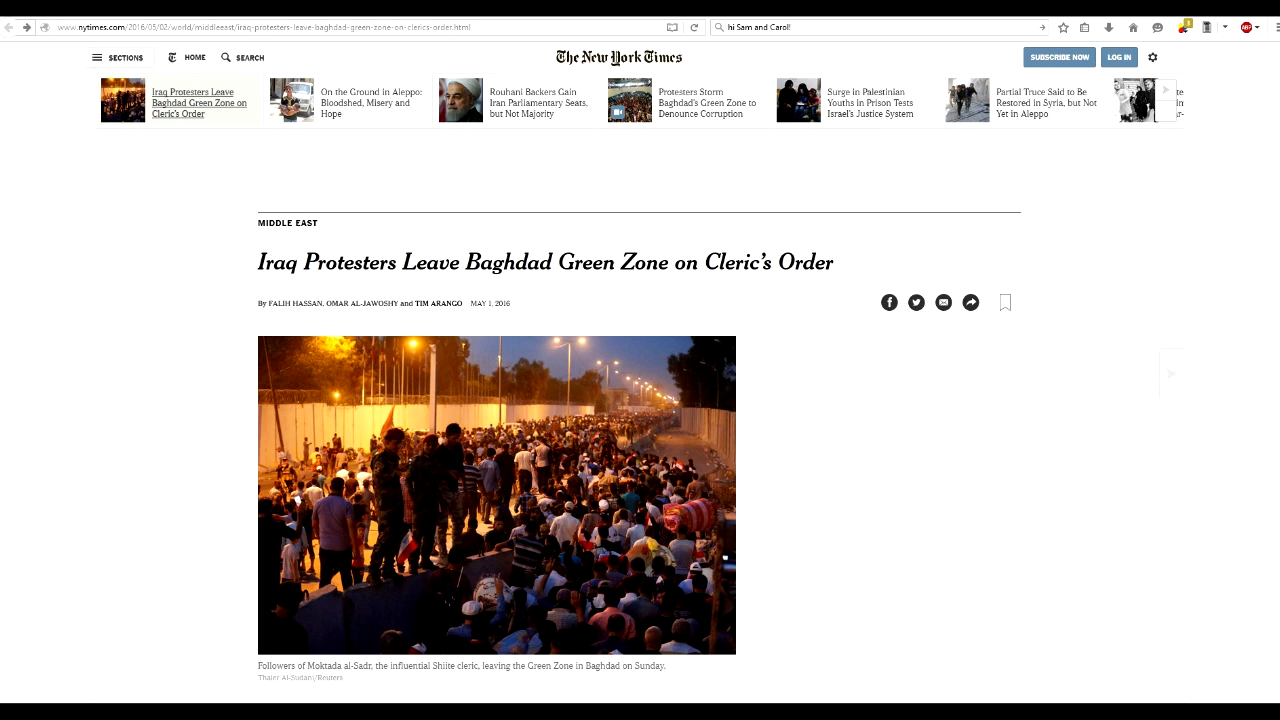 www.nytimes.com/2016/05/02/world/middleeast/iraq-protesters-leave-baghdad-green-zone-on-clerics-order.html
hi Sam and Carol!
SECTIONS
HOME
SEARCH
The New York Times
SUBSCRIBE NOW
LOG IN
Iraq Protesters Leave
Baghdad Green Zone on
Cleric's Order
On the Ground in Aleppo:
Bloodshed, Misery and
Hope
Rouhani Backers Gain
Iran Parliamentary Seats,
but Not Majority
Protesters Storm
Baghdad's Green Zone to
Denounce Corruption
Surge in Palestinian
Youths in Prison Tests
Israel's Justice System
Partial Truce Said to Be
Restored in Syria, but Not
Yet in Aleppo
MIDDLE EAST
Iraq Protesters Leave Baghdad Green Zone on Cleric's Order
By FALIH HASSAN, OMAR AL-JAWOSHY and TIM ARANGO MAY 1, 2016
Followers of Moktada al-Sadr, the influential Shiite cleric, leaving the Green Zone in Baghdad on Sunday.
Thaier Al-Sudani/Reuters